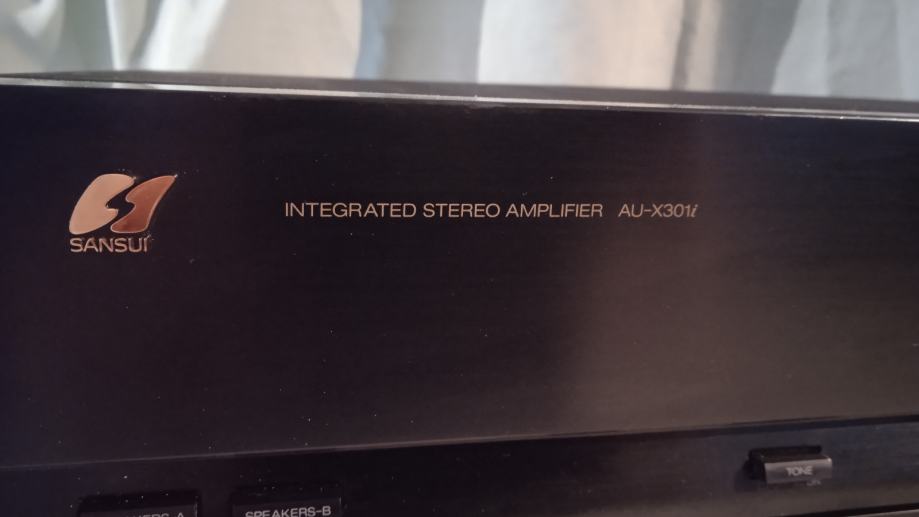 SANSUI
INTEGRATED STEREO AMPLIFIER AU-X301i
SPEAKERS-B
TONE